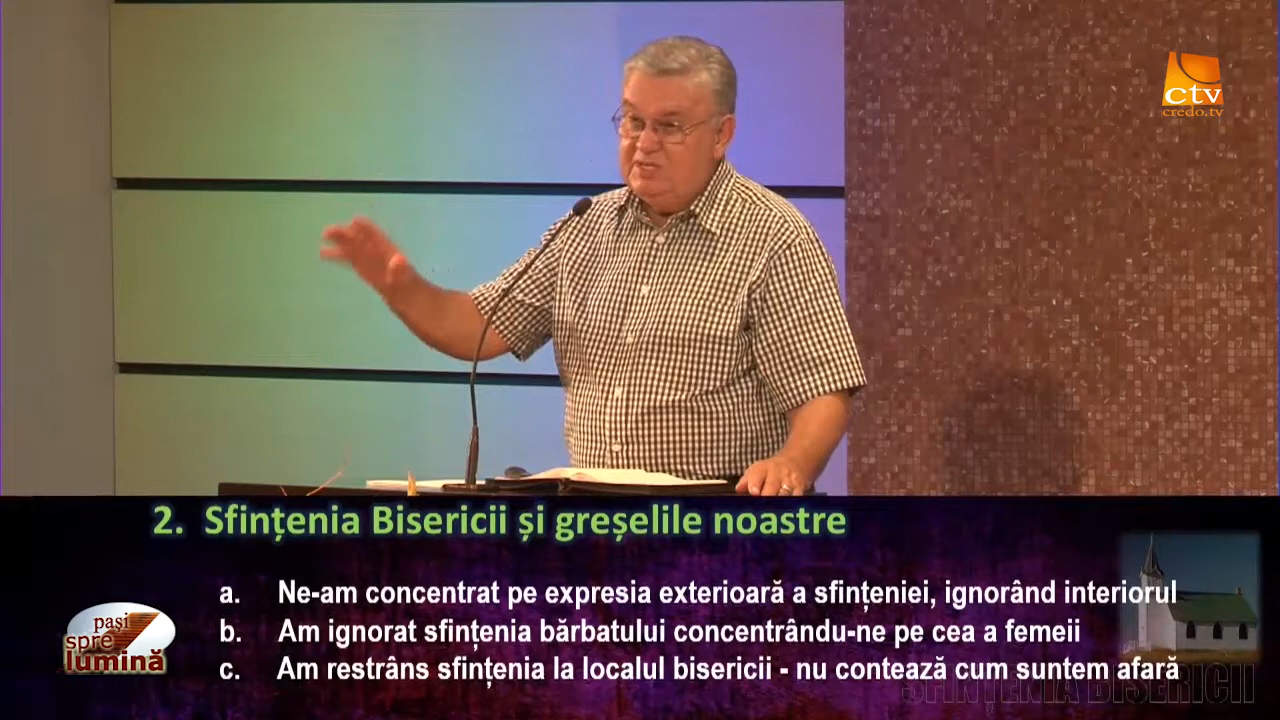 ctv
credo.tv
2. Sfințenia Bisericii și greșelile noastre
a. Ne-am concentrat pe expresia exterioară a sfințeniei, ignorând interiorul
b. Am ignorat sfințenia bărbatului concentrându-ne pe cea a femeii
c. Am restrâns sfințenia la localul bisericii - nu contează cum suntem afară
pași
spre
lumină
SFINȚENIA BISERICII